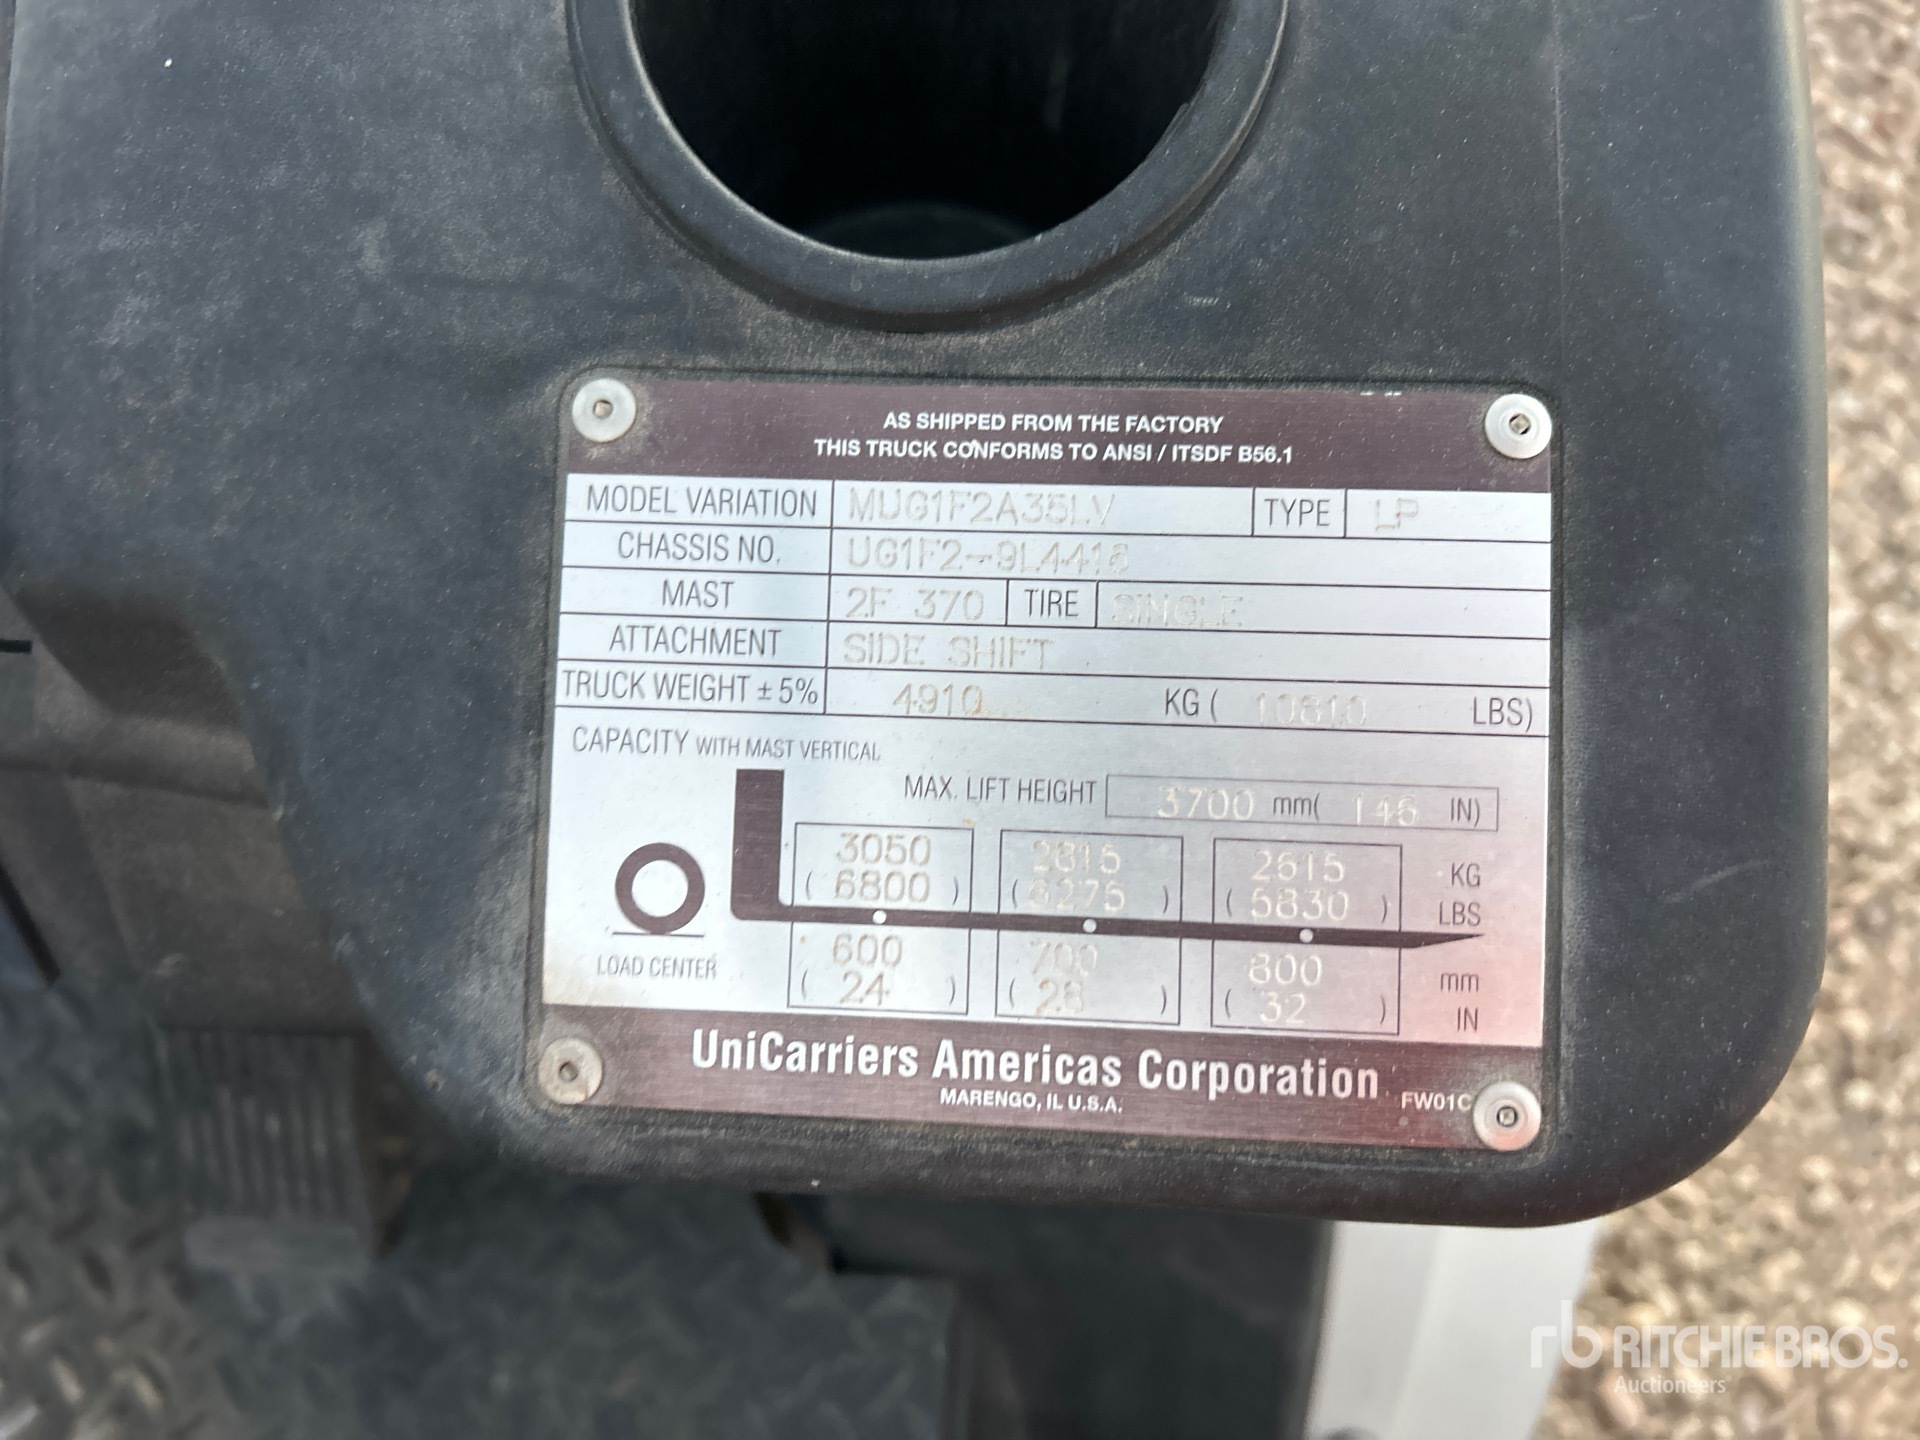 AS SHIPPED FROM THE FACTORY
THIS TRUCK CONFORMS TO ANSI / ITSDF B56.1
MODEL VARIATION MUG1F2A35LV TYPE LP
CHASSIS NO. UG1F2-9L4416
MAST 2F 370 TIRE SINGLE
ATTACHMENT SIDE SHIFT
TRUCK WEIGHT ± 5% 4910 KG ( 10810 LBS)
CAPACITY WITH MAST VERTICAL
MAX. LIFT HEIGHT 3700 mm( 146 IN)
3050 2815 2615 KG
( 6800 ) ( 6275 ) ( 5830 ) LBS
600 700 800 mm
LOAD CENTER ( 24 ) ( 28 ) ( 32 ) IN
UniCarriers Americas Corporation
MARENGO, IL U.S.A. FW01C
rb RITCHIE BROS.
Auctioneers